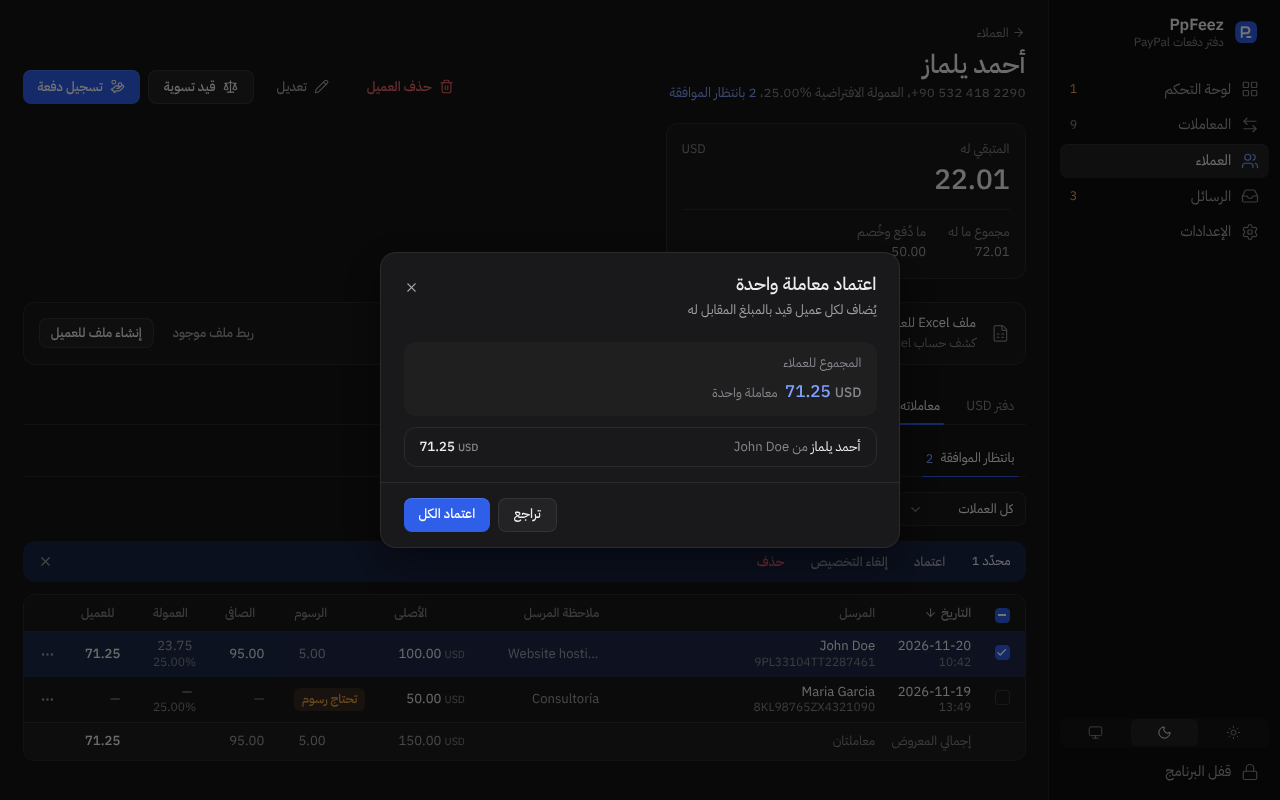 PpFeez
دفتر دفعات PayPal
لوحة التحكم 1
المعاملات 9
العملاء
الرسائل 3
الإعدادات
قفل البرنامج
العملاء
أحمد يلماز
+90 532 418 2290، العمولة الافتراضية 25.00%، 2 بانتظار الموافقة
حذف العميل
تعديل
قيد تسوية
تسجيل دفعة
المتبقي له USD
22.01
مجموع ما له ما دُفع وخُصم
72.01 50.00
ملف Excel للع
كشف حساب el
ربط ملف موجود
إنشاء ملف للعميل
دفتر USD معاملاته
بانتظار الموافقة 2
كل العملات
اعتماد معاملة واحدة
يُضاف لكل عميل قيد بالمبلغ المقابل له
المجموع للعملاء
71.25 USD معاملة واحدة
أحمد يلماز من John Doe 71.25 USD
تراجع
اعتماد الكل
محدّد 1 اعتماد إلغاء التخصيص حذف
التاريخ المرسل ملاحظة المرسل الأصلي الرسوم الصافي العمولة للعميل
2026-11-20 John Doe Website hosti... 100.00 USD 5.00 95.00 23.75 71.25
10:42 9PL33104TT2287461 25.00%
2026-11-19 Maria Garcia Consultoría 50.00 USD تحتاج رسوم — — —
13:49 8KL98765ZX4321090 25.00%
إجمالي المعروض معاملتان 150.00 USD 5.00 95.00 71.25